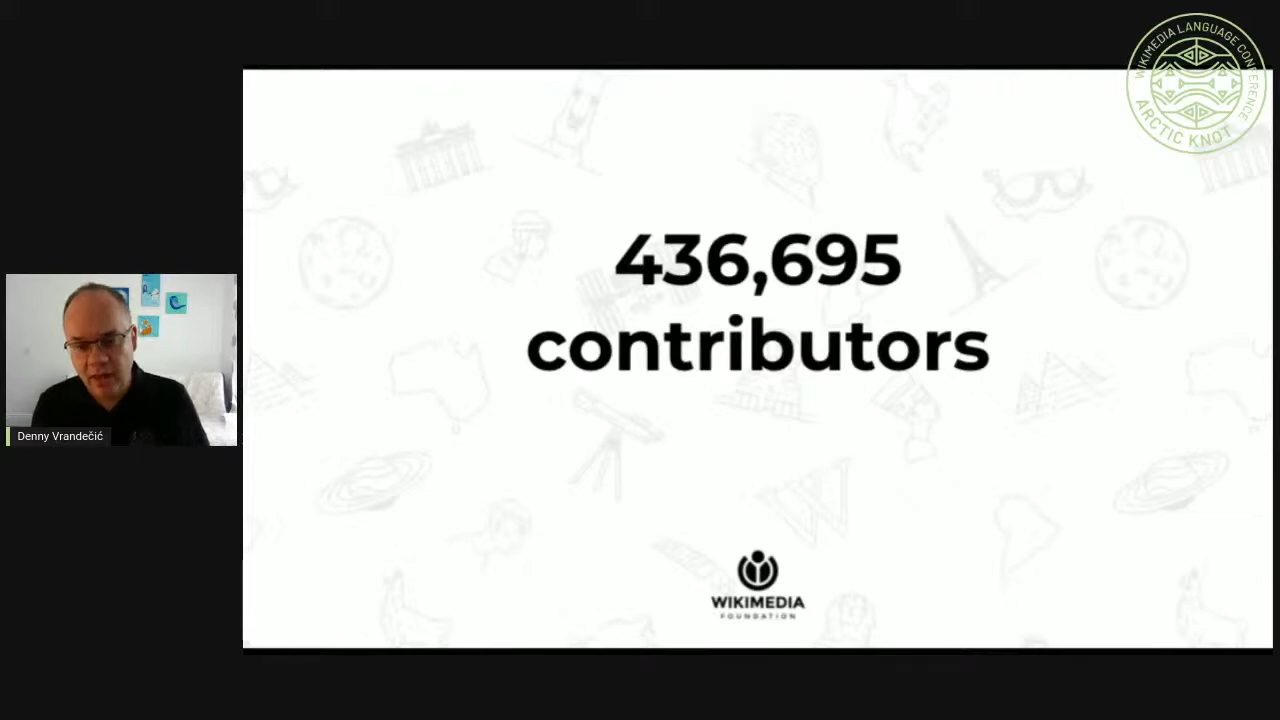 WIKIMEDIA LANGUAGE CONFERENCE
ARCTIC KNOT
436,695
contributors
Denny Vrandečić
WIKIMEDIA
FOUNDATION